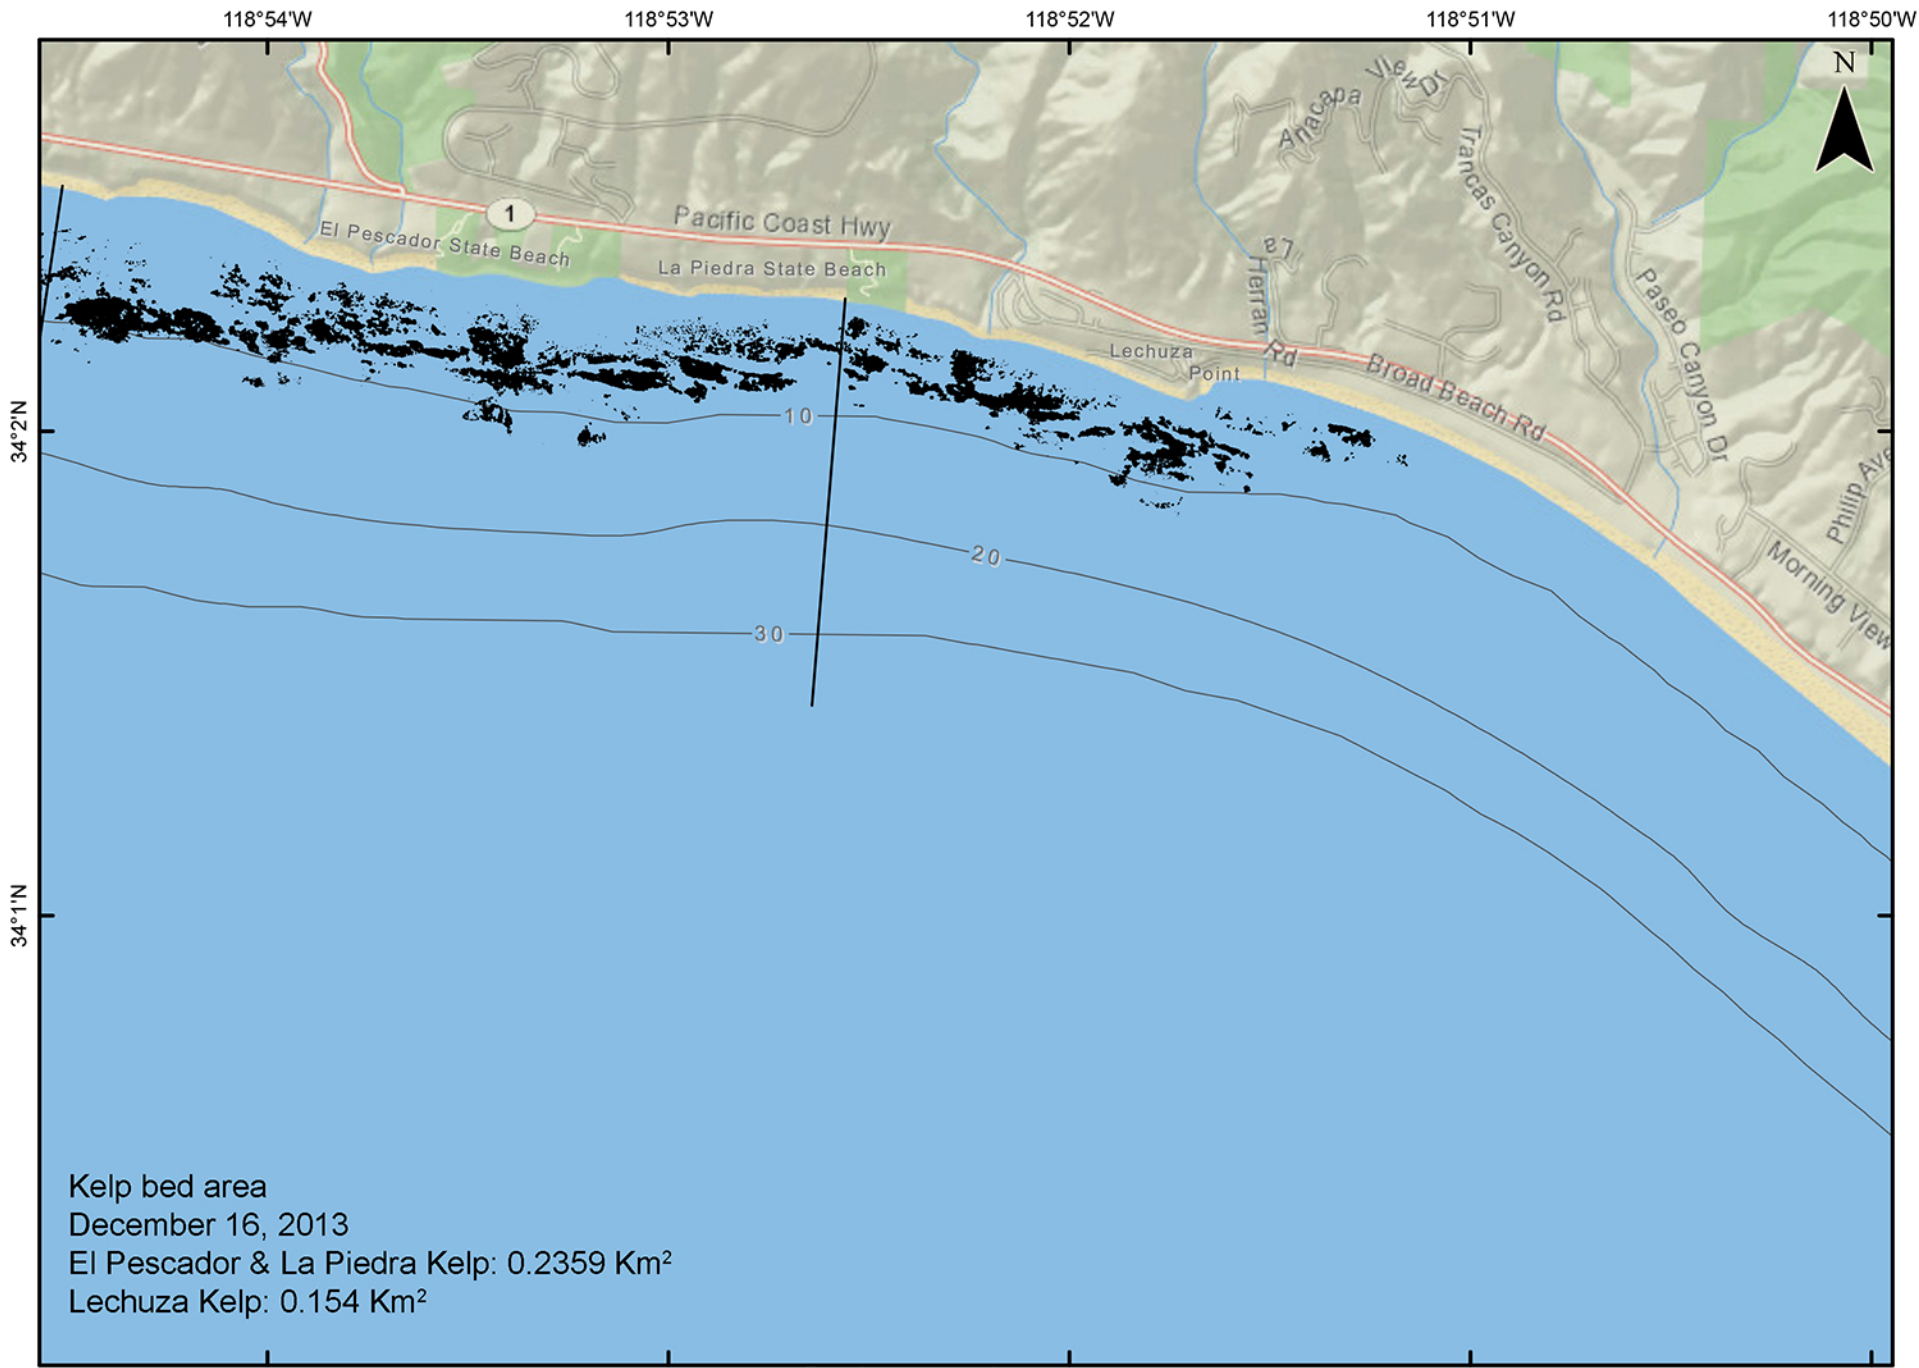 118°54'W
118°53'W
118°52'W
118°51'W
118°50'W
N
View Dr
Anacapa
Trancas Canyon Rd
1
Pacific Coast Hwy
El Pescador State Beach
La Piedra State Beach
La
Herran
Rd
Paseo Canyon Dr
Lechuza
Point
Broad Beach Rd
34°2'N
10
Philip Ave
20
Morning View
30
34°1'N
Kelp bed area
December 16, 2013
El Pescador & La Piedra Kelp: 0.2359 Km²
Lechuza Kelp: 0.154 Km²